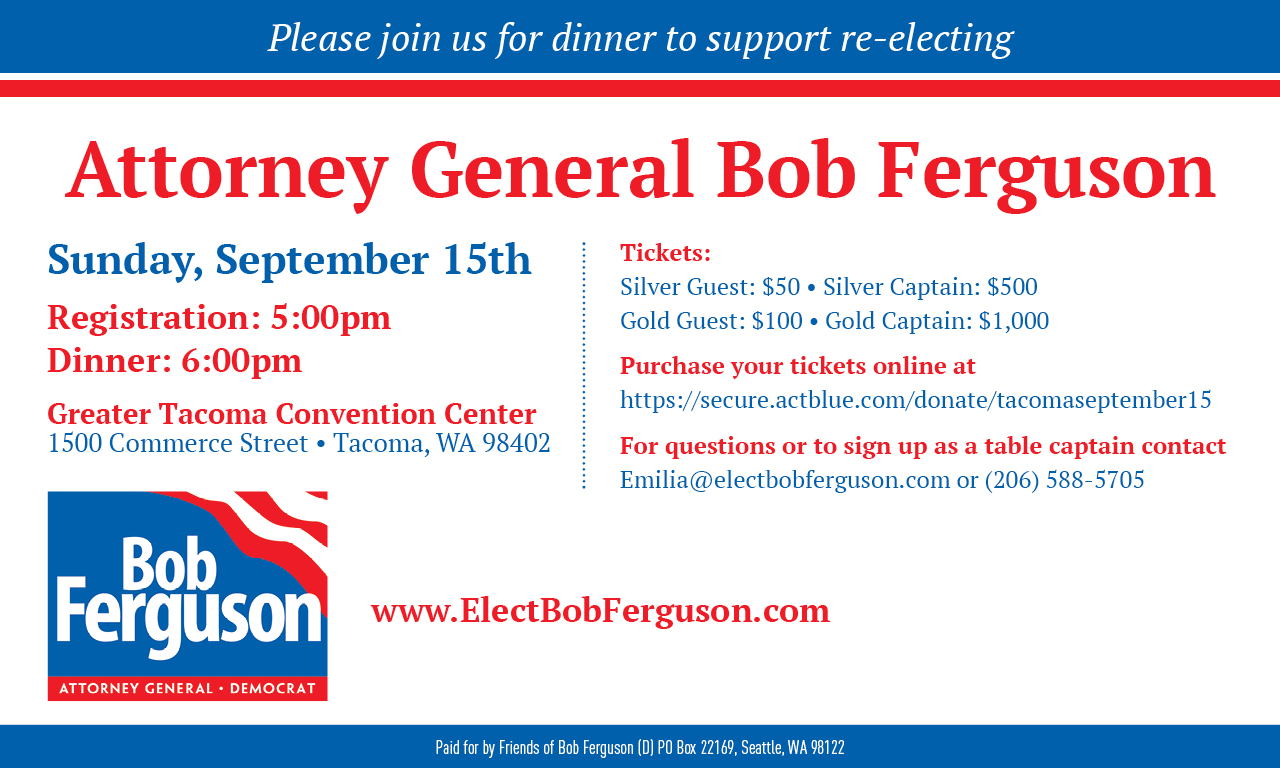 Please join us for dinner to support re-electing
Attorney General Bob Ferguson
Sunday, September 15th
Registration: 5:00pm
Dinner: 6:00pm
Greater Tacoma Convention Center
1500 Commerce Street • Tacoma, WA 98402
Tickets:
Silver Guest: $50 • Silver Captain: $500
Gold Guest: $100 • Gold Captain: $1,000
Purchase your tickets online at
https://secure.actblue.com/donate/tacomaseptember15
For questions or to sign up as a table captain contact
Emilia@electbobferguson.com or (206) 588-5705
Bob
Ferguson
ATTORNEY GENERAL • DEMOCRAT
www.ElectBobFerguson.com
Paid for by Friends of Bob Ferguson (D) PO Box 22169, Seattle, WA 98122